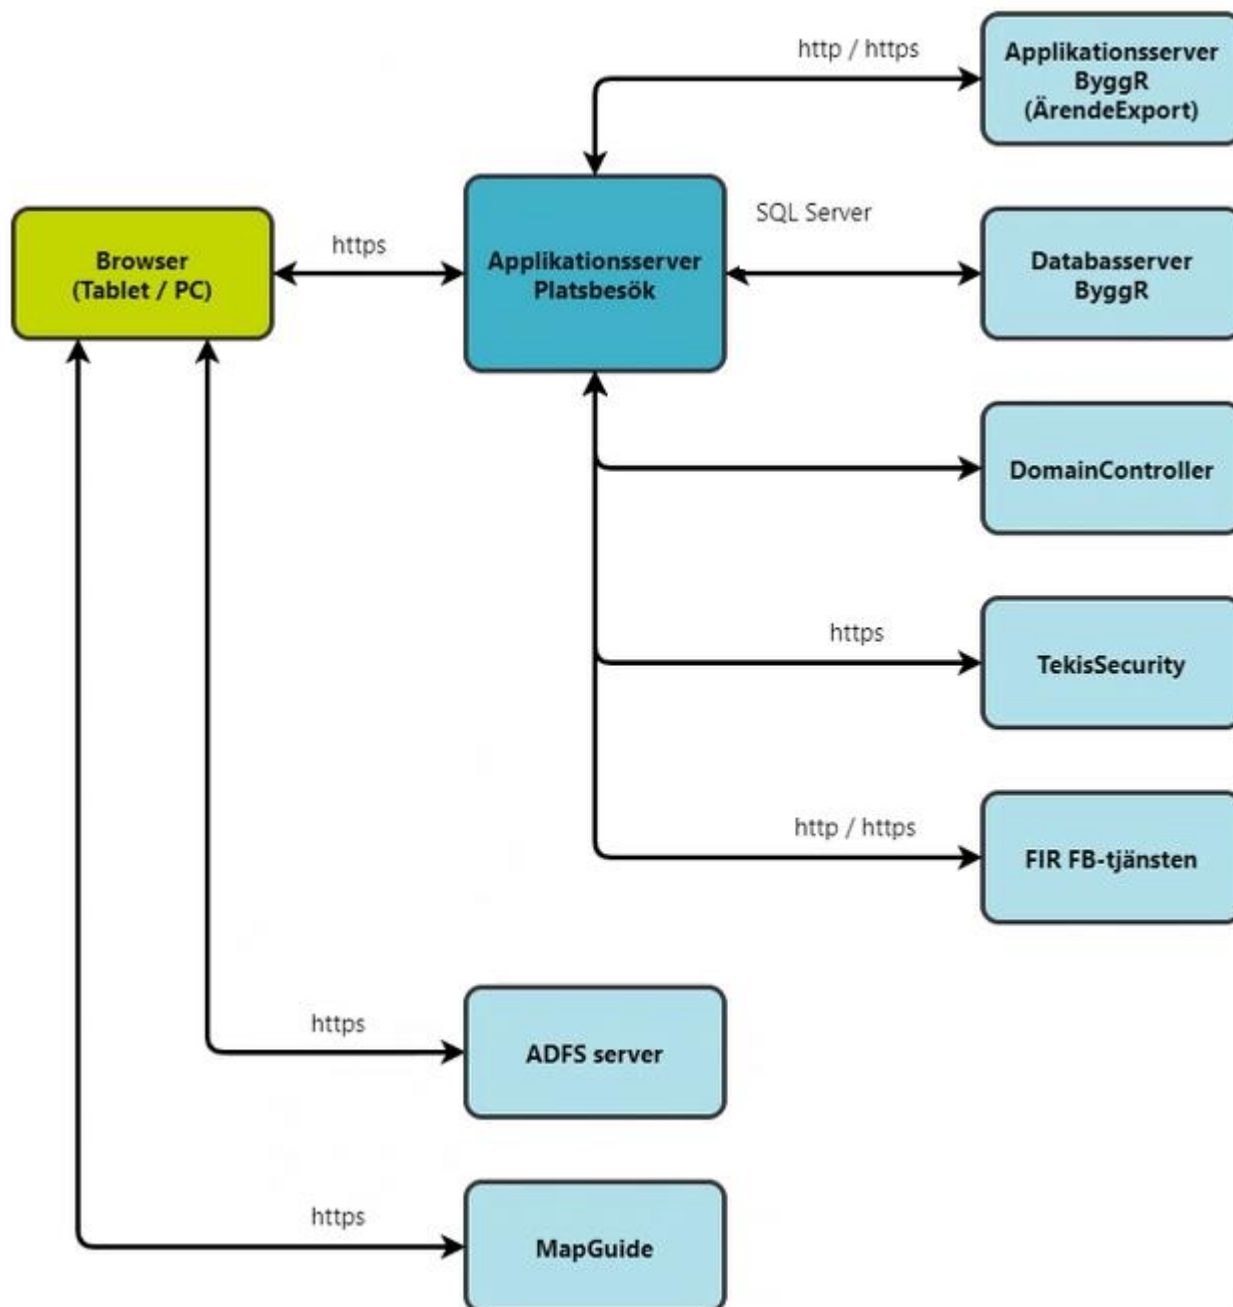 http / https
Applikationsserver
ByggR
(ÄrendeExport)
Browser
(Tablet / PC)
https
Applikationsserver
Platsbesök
SQL Server
Databasserver
ByggR
DomainController
https
TekisSecurity
http / https
FIR FB-tjänsten
https
ADFS server
https
MapGuide